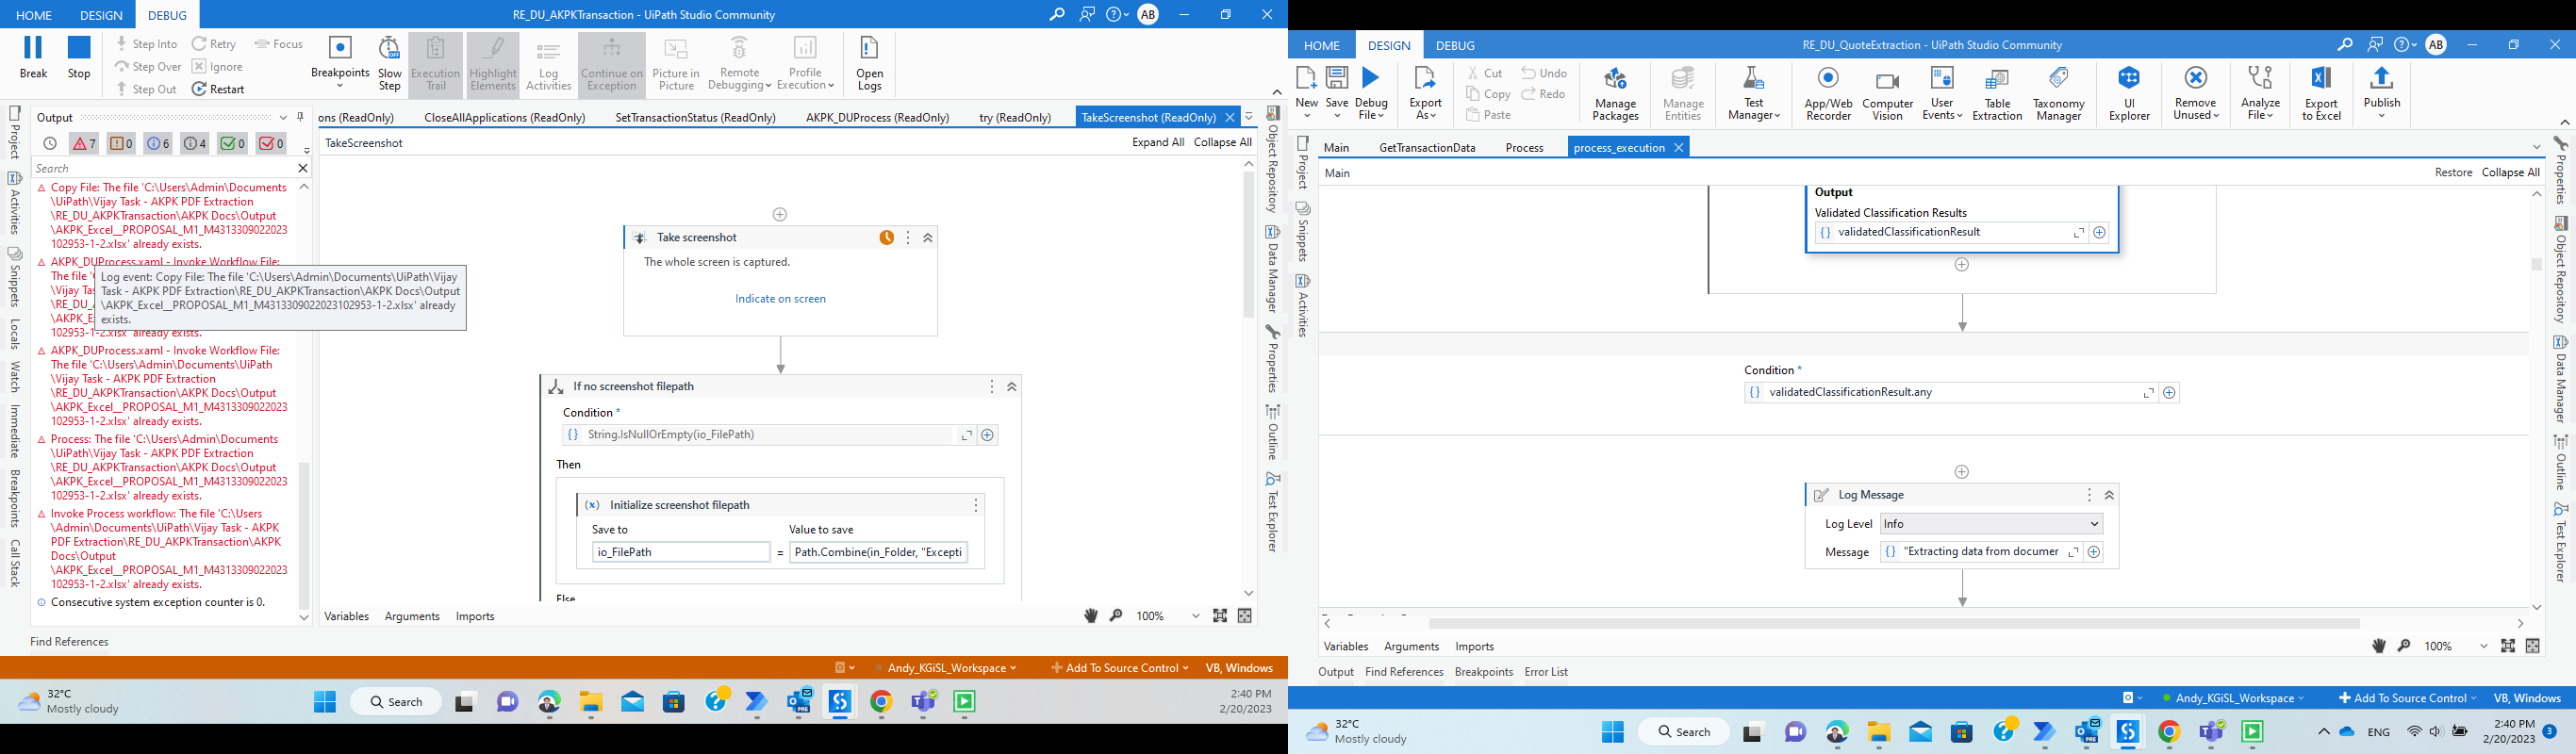 HOME DESIGN DEBUG
RE_DU_AKPKTransaction - UiPath Studio Community
AB
Break
Stop
Step Into
Step Over
Step Out
Retry
Ignore
Restart
Focus
Breakpoints
Slow Step
Execution Trail
Highlight Elements
Log Activities
Continue on Exception
Picture in Picture
Remote Debugging
Profile Execution
Open Logs
Project
Activities
Snippets
Locals
Watch
Immediate
Breakpoints
Call Stack
Output
7 0 6 4 0 0
Search
Copy File: The file 'C:\Users\Admin\Documents
\UiPath\Vijay Task - AKPK PDF Extraction
\RE_DU_AKPKTransaction\AKPK Docs\Output
\AKPK_Excel__PROPOSAL_M1_M4313309022023
102953-1-2.xlsx' already exists.
AKPK_DUProcess.xaml - Invoke Workflow File:
The file '
\Vijay Tas
\RE_DU_
\AKPK_E
102953-1-2.xlsx' already exists.
Log event: Copy File: The file 'C:\Users\Admin\Documents\UiPath\Vijay
Task - AKPK PDF Extraction\RE_DU_AKPKTransaction\AKPK Docs\Output
\AKPK_Excel__PROPOSAL_M1_M4313309022023102953-1-2.xlsx' already
exists.
AKPK_DUProcess.xaml - Invoke Workflow File:
The file 'C:\Users\Admin\Documents\UiPath
\Vijay Task - AKPK PDF Extraction
\RE_DU_AKPKTransaction\AKPK Docs\Output
\AKPK_Excel__PROPOSAL_M1_M4313309022023
102953-1-2.xlsx' already exists.
Process: The file 'C:\Users\Admin\Documents
\UiPath\Vijay Task - AKPK PDF Extraction
\RE_DU_AKPKTransaction\AKPK Docs\Output
\AKPK_Excel__PROPOSAL_M1_M4313309022023
102953-1-2.xlsx' already exists.
Invoke Process workflow: The file 'C:\Users
\Admin\Documents\UiPath\Vijay Task - AKPK
PDF Extraction\RE_DU_AKPKTransaction\AKPK
Docs\Output
\AKPK_Excel__PROPOSAL_M1_M4313309022023
102953-1-2.xlsx' already exists.
Consecutive system exception counter is 0.
Find References
ons (ReadOnly) CloseAllApplications (ReadOnly) SetTransactionStatus (ReadOnly) AKPK_DUProcess (ReadOnly) try (ReadOnly) TakeScreenshot (ReadOnly)
TakeScreenshot
Expand All Collapse All
Take screenshot
The whole screen is captured.
Indicate on screen
If no screenshot filepath
Condition *
String.IsNullOrEmpty(io_FilePath)
Then
Initialize screenshot filepath
Save to Value to save
io_FilePath = Path.Combine(in_Folder, "Excepti
Else
Variables Arguments Imports
100%
Object Repository
Data Manager
Properties
Outline
Test Explorer
Andy_KGiSL_Workspace
Add To Source Control
VB, Windows
32°C
Mostly cloudy
Search
2:40 PM
2/20/2023
HOME DESIGN DEBUG
RE_DU_QuoteExtraction - UiPath Studio Community
AB
New
Save
Debug File
Export As
Cut
Copy
Paste
Undo
Redo
Manage Packages
Manage Entities
Test Manager
App/Web Recorder
Computer Vision
User Events
Table Extraction
Taxonomy Manager
UI Explorer
Remove Unused
Analyze File
Export to Excel
Publish
Project
Snippets
Activities
Main GetTransactionData Process process_execution
Main
Restore Collapse All
Output
Validated Classification Results
validatedClassificationResult
Condition *
validatedClassificationResult.any
Log Message
Log Level Info
Message "Extracting data from documer
Variables Arguments Imports
100%
Output Find References Breakpoints Error List
Properties
Object Repository
Data Manager
Outline
Test Explorer
Andy_KGiSL_Workspace
Add To Source Control
VB, Windows
32°C
Mostly cloudy
Search
ENG
2:40 PM
2/20/2023
3